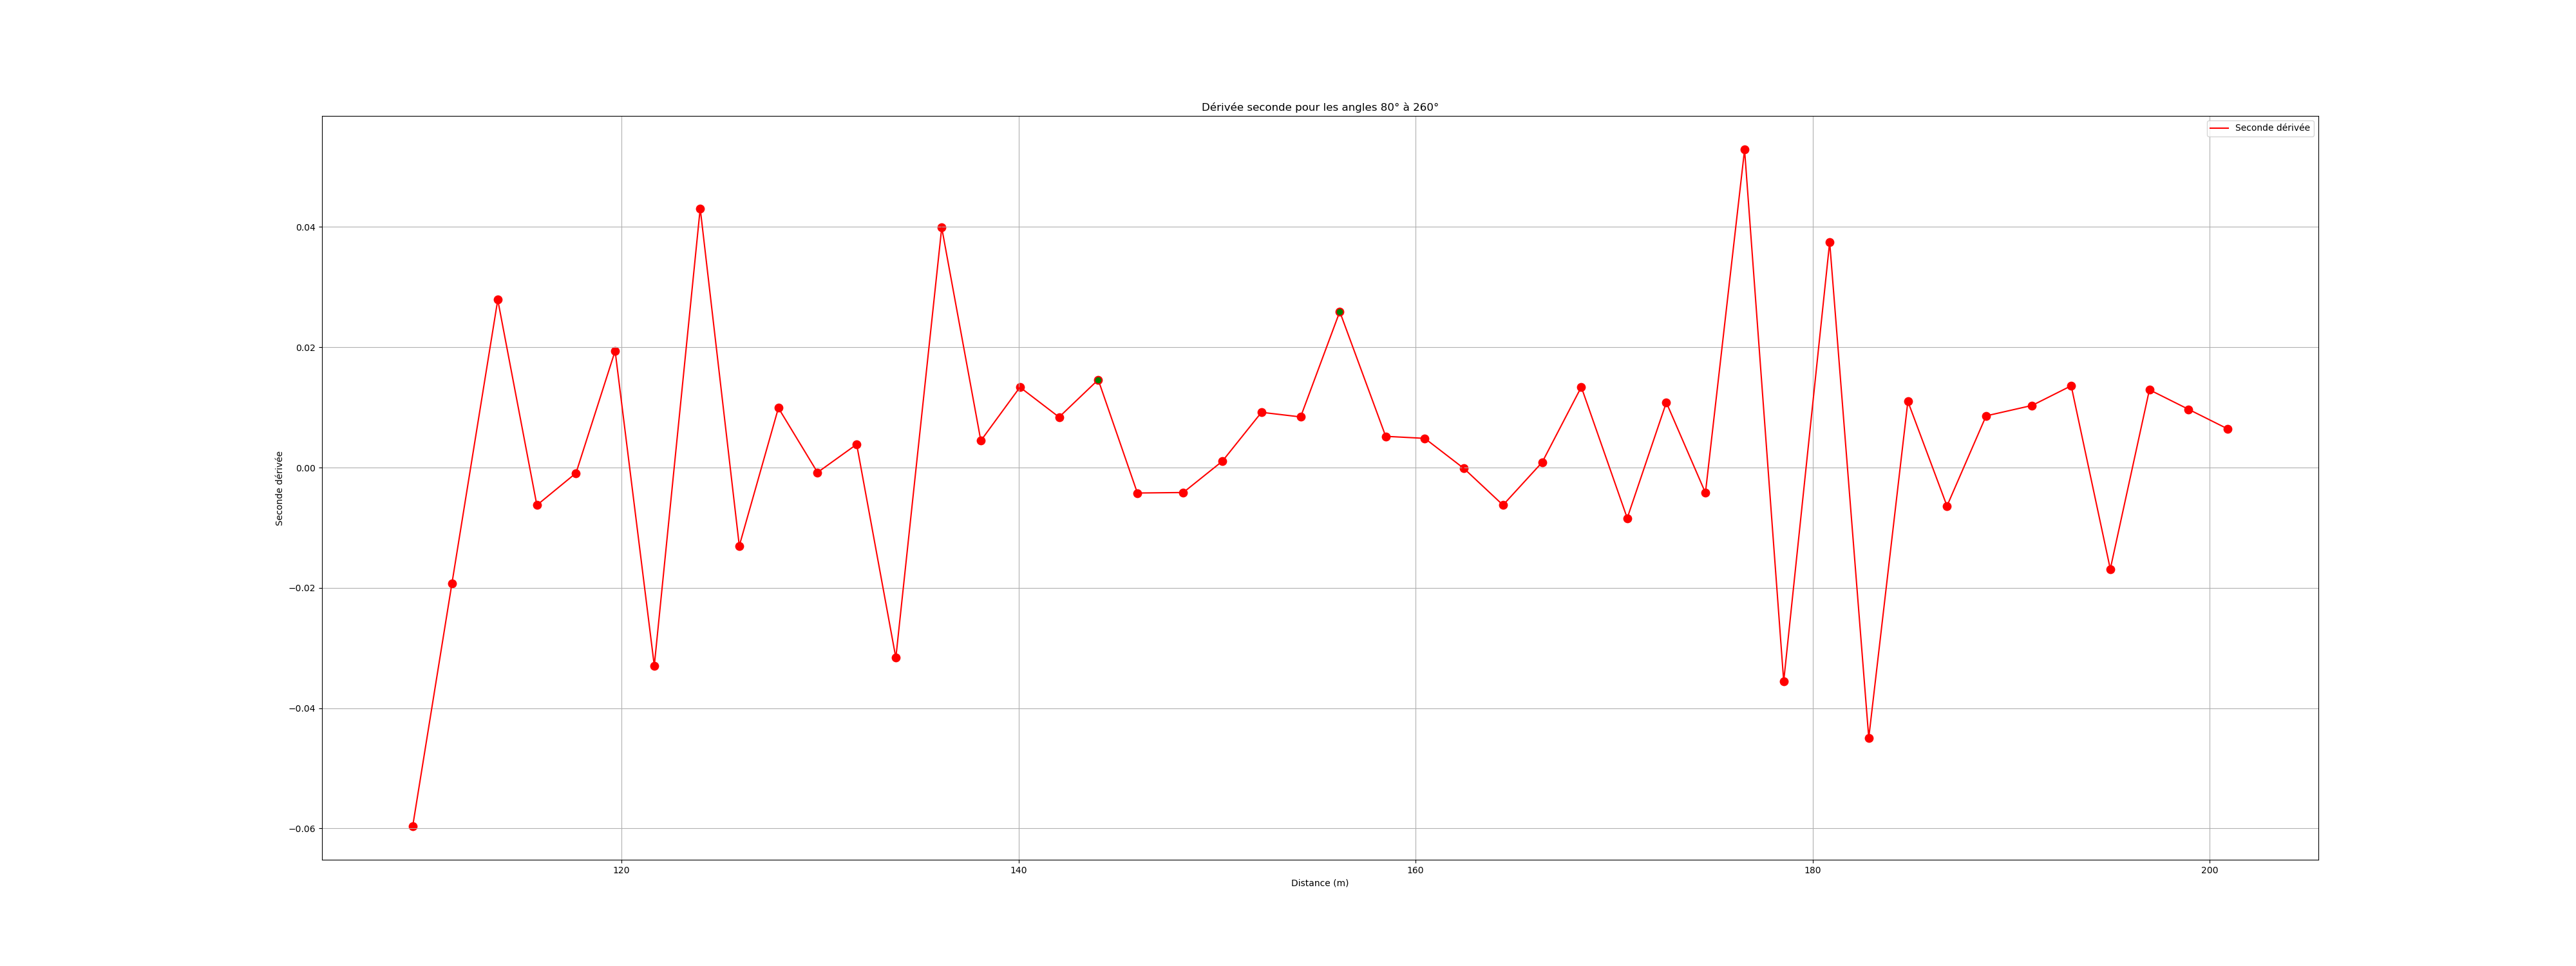 Dérivée seconde pour les angles 80° à 260°
Seconde dérivée
0.04
0.02
0.00
−0.02
−0.04
−0.06
Seconde dérivée
120
140
160
180
200
Distance (m)